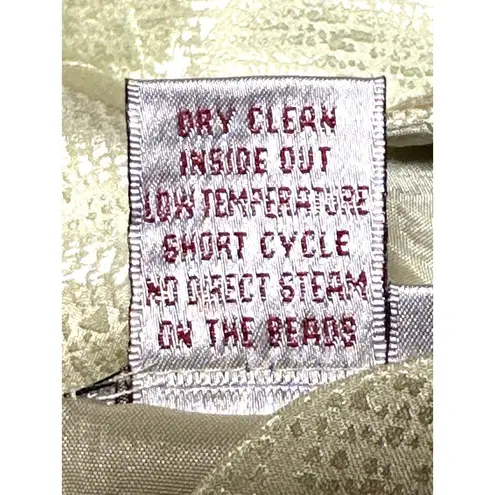 DRY CLEAN
INSIDE OUT
LOW TEMPERATURE
SHORT CYCLE
NO DIRECT STEAM
ON THE BEADS